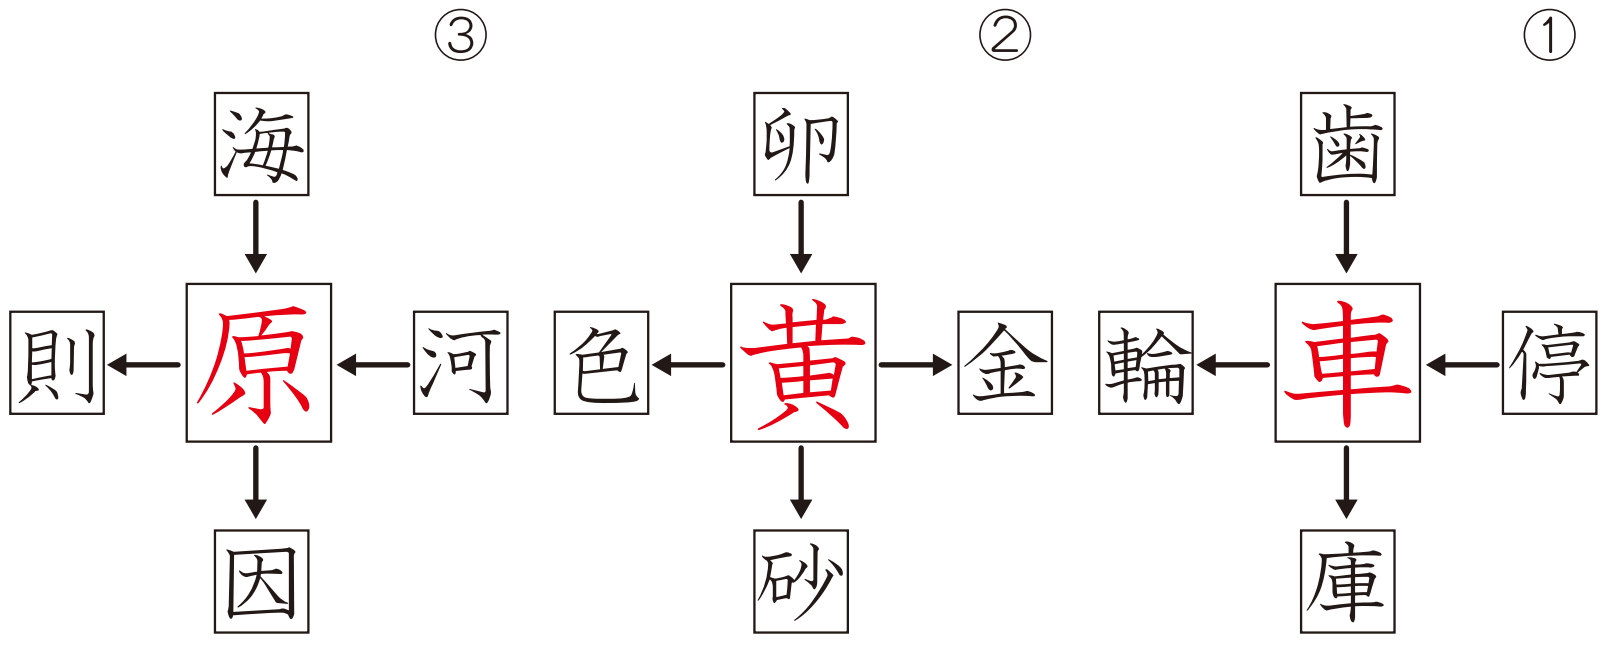 ①
歯
停
車
輪
庫
②
卵
金
黄
色
砂
③
海
河
原
則
因